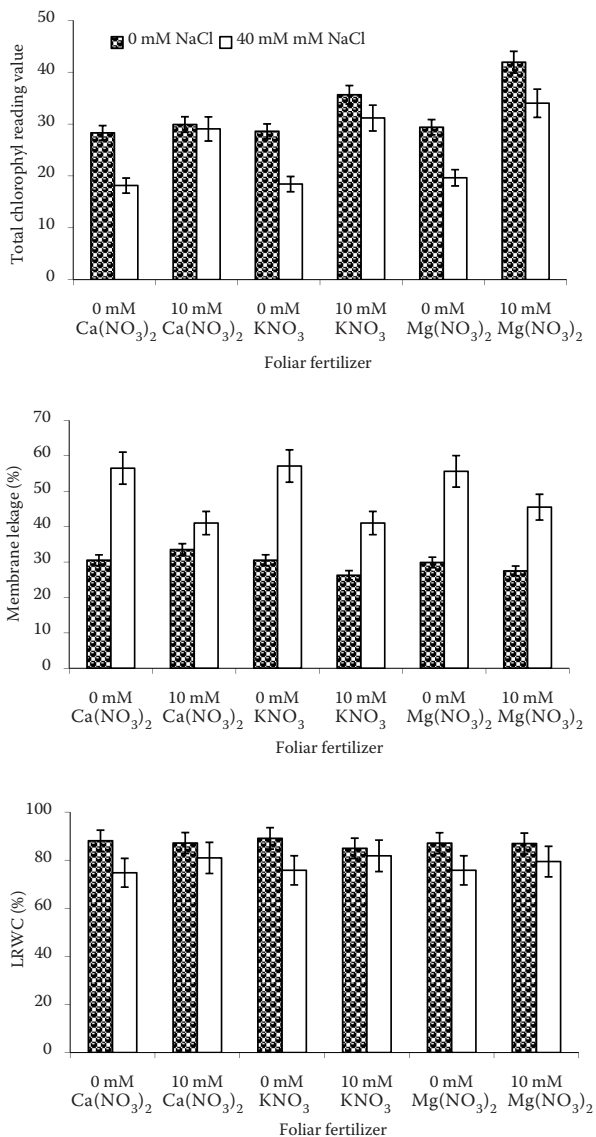 50
40
30
20
10
0
Total chlorophyl reading value
0 mM NaCl 40 mM mM NaCl
0 mM 10 mM 0 mM 10 mM 0 mM 10 mM
Ca(NO3)2 Ca(NO3)2 KNO3 KNO3 Mg(NO3)2 Mg(NO3)2
Foliar fertilizer
70
60
50
40
30
20
10
0
Membrane lekage (%)
0 mM 10 mM 0 mM 10 mM 0 mM 10 mM
Ca(NO3)2 Ca(NO3)2 KNO3 KNO3 Mg(NO3)2 Mg(NO3)2
Foliar fertilizer
100
80
60
40
20
0
LRWC (%)
0 mM 10 mM 0 mM 10 mM 0 mM 10 mM
Ca(NO3)2 Ca(NO3)2 KNO3 KNO3 Mg(NO3)2 Mg(NO3)2
Foliar fertilizer